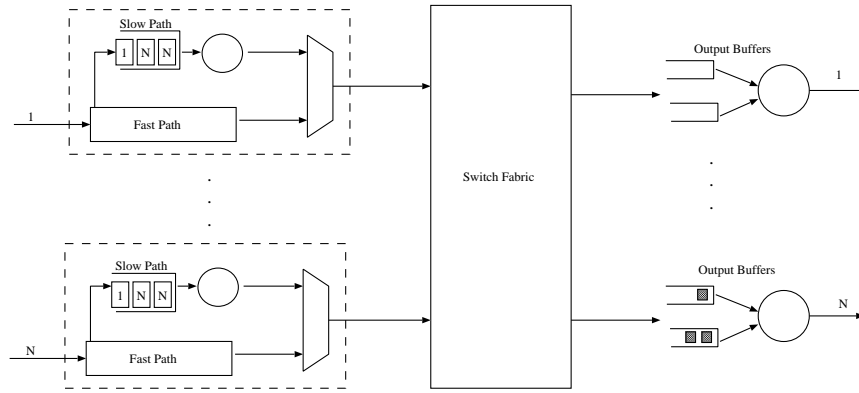 Slow Path
1 N N
1
Fast Path
Switch Fabric
Output Buffers
1
Slow Path
1 N N
N
Fast Path
Output Buffers
N